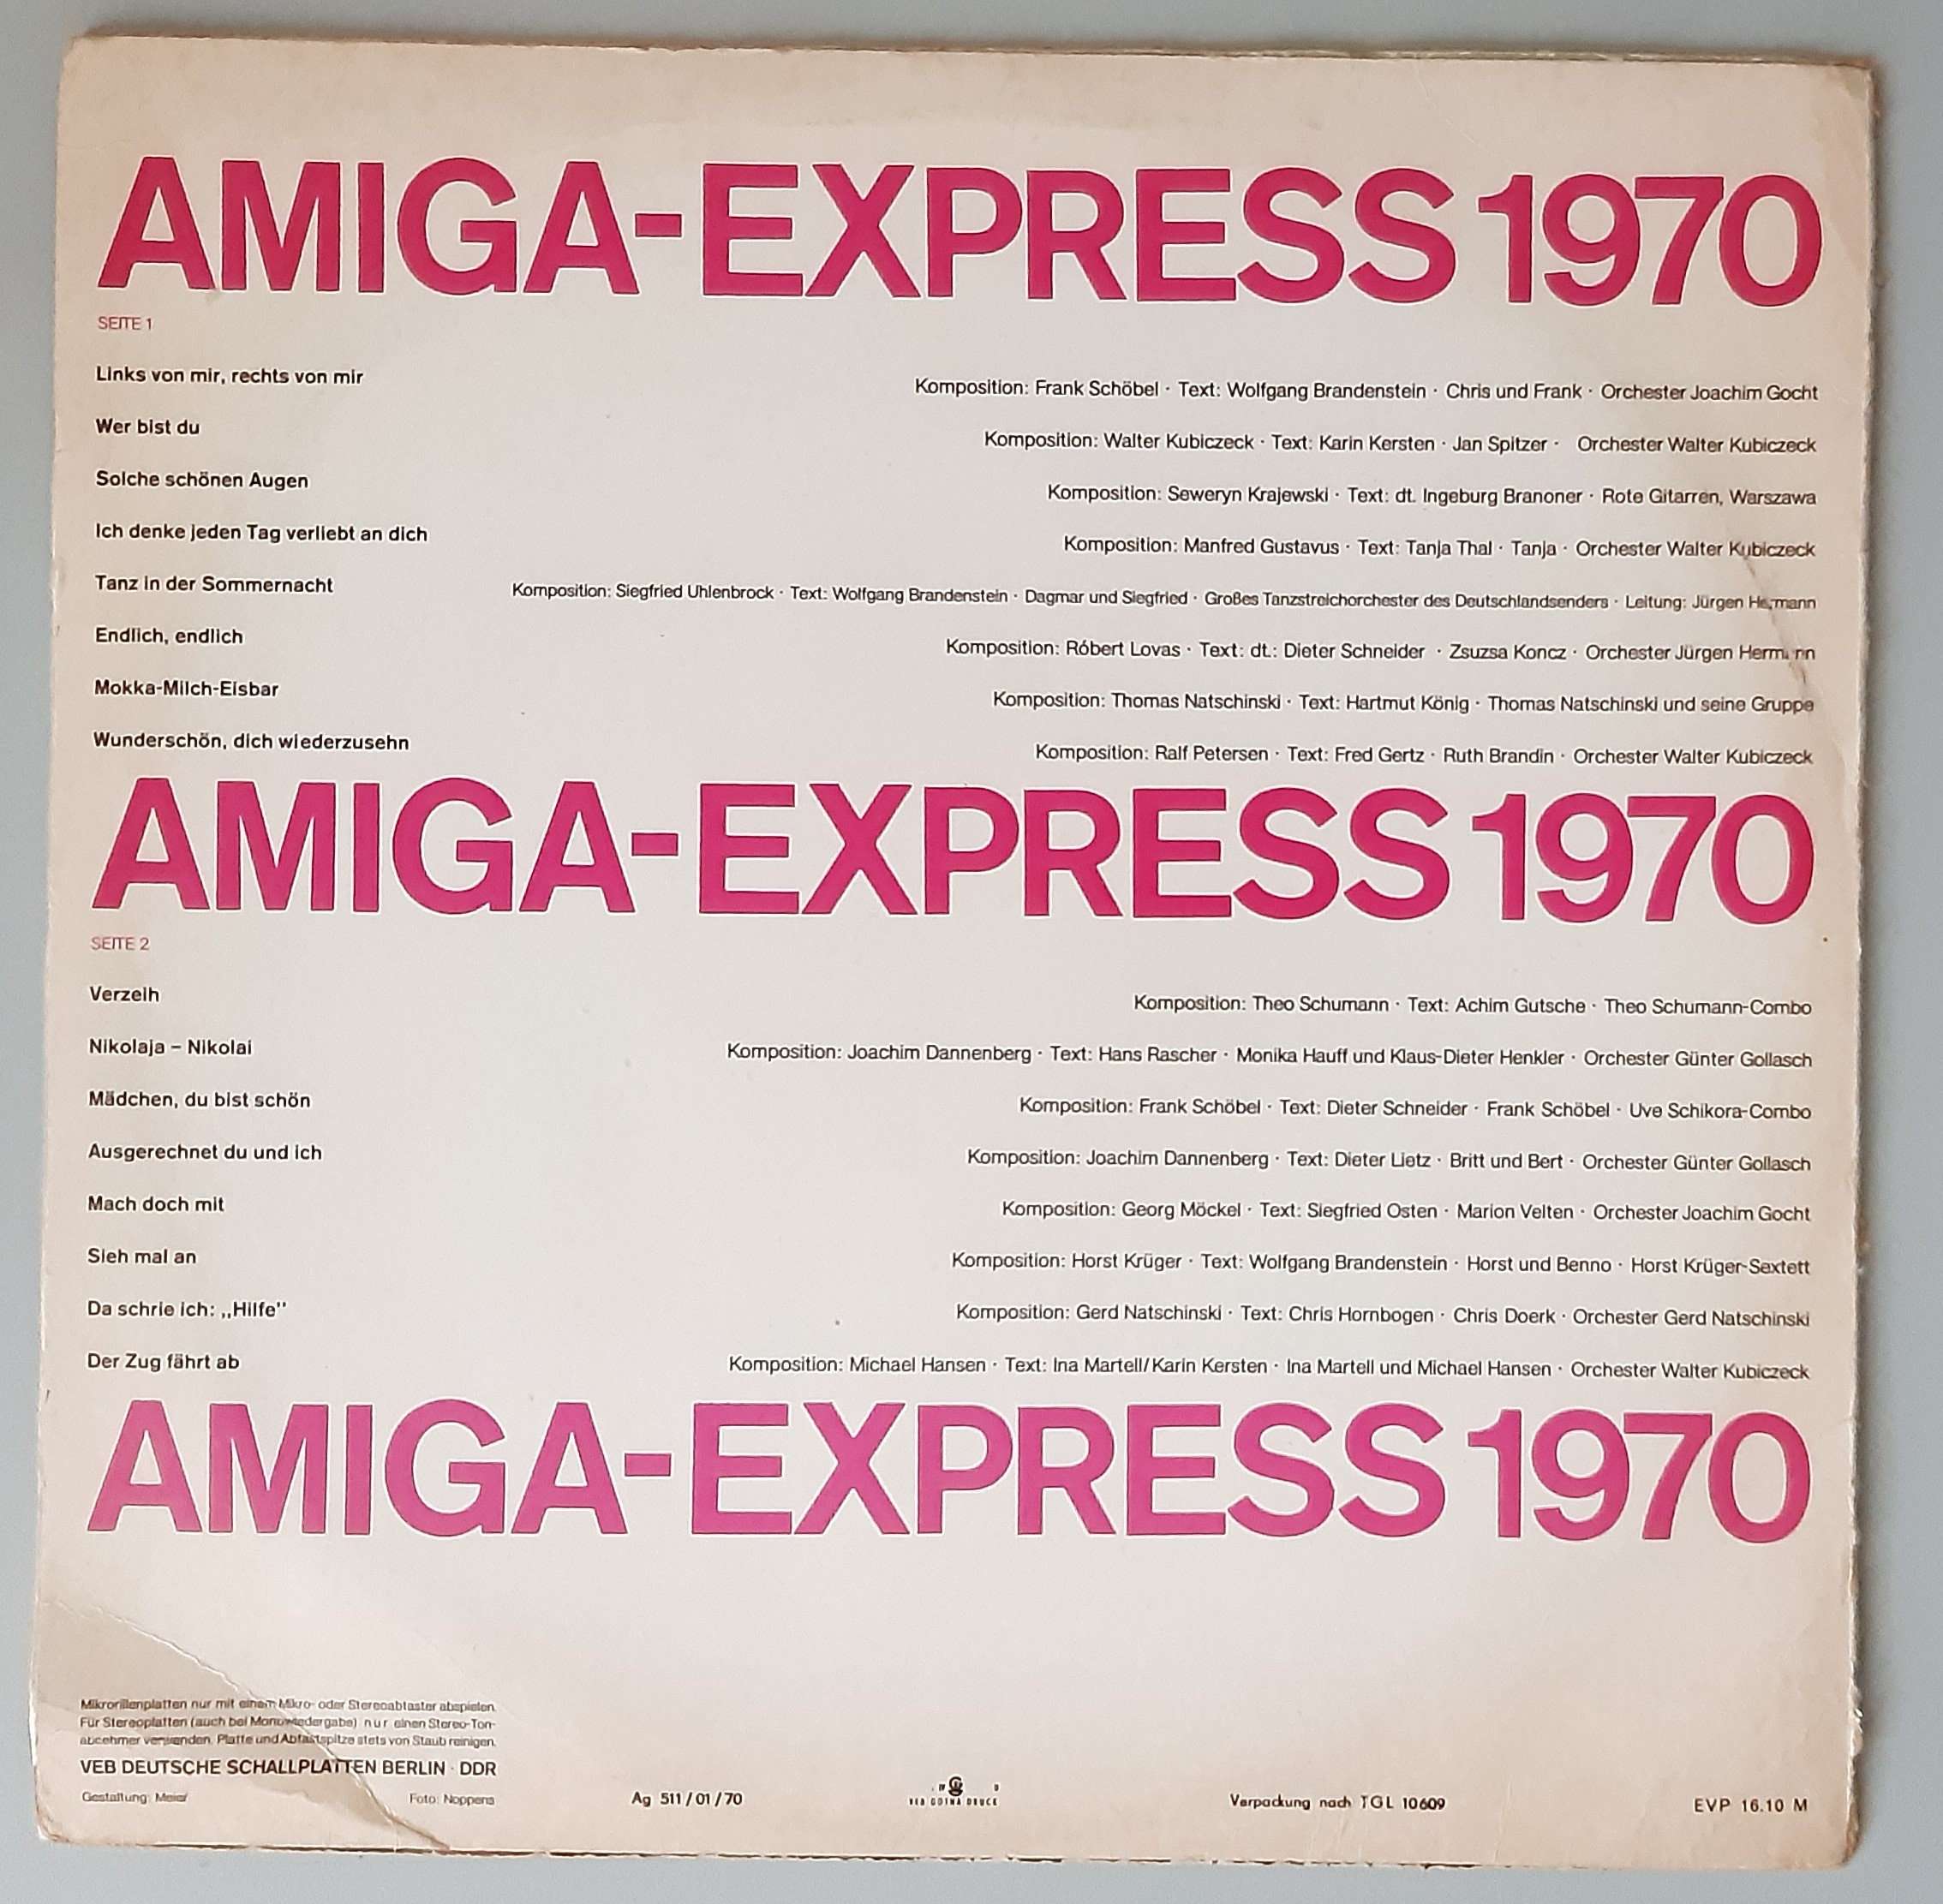 AMIGA-EXPRESS 1970
SEITE 1
Links von mir, rechts von mir Komposition: Frank Schöbel · Text: Wolfgang Brandenstein · Chris und Frank · Orchester Joachim Gocht
Wer bist du Komposition: Walter Kubiczeck · Text: Karin Kersten · Jan Spitzer · Orchester Walter Kubiczeck
Solche schönen Augen Komposition: Seweryn Krajewski · Text: dt. Ingeburg Branoner · Rote Gitarren, Warszawa
Ich denke jeden Tag verliebt an dich Komposition: Manfred Gustavus · Text: Tanja Thal · Tanja · Orchester Walter Kubiczeck
Tanz in der Sommernacht Komposition: Siegfried Uhlenbrock · Text: Wolfgang Brandenstein · Dagmar und Siegfried · Großes Tanzstreichorchester des Deutschlandsenders · Leitung: Jürgen Hermann
Endlich, endlich Komposition: Róbert Lovas · Text: dt.: Dieter Schneider · Zsuzsa Koncz · Orchester Jürgen Hermann
Mokka-Milch-Eisbar Komposition: Thomas Natschinski · Text: Hartmut König · Thomas Natschinski und seine Gruppe
Wunderschön, dich wiederzusehn Komposition: Ralf Petersen · Text: Fred Gertz · Ruth Brandin · Orchester Walter Kubiczeck
AMIGA-EXPRESS 1970
SEITE 2
Verzeih Komposition: Theo Schumann · Text: Achim Gutsche · Theo Schumann-Combo
Nikolaja – Nikolai Komposition: Joachim Dannenberg · Text: Hans Rascher · Monika Hauff und Klaus-Dieter Henkler · Orchester Günter Gollasch
Mädchen, du bist schön Komposition: Frank Schöbel · Text: Dieter Schneider · Frank Schöbel · Uve Schikora-Combo
Ausgerechnet du und ich Komposition: Joachim Dannenberg · Text: Dieter Lietz · Britt und Bert · Orchester Günter Gollasch
Mach doch mit Komposition: Georg Möckel · Text: Siegfried Osten · Marion Velten · Orchester Joachim Gocht
Sieh mal an Komposition: Horst Krüger · Text: Wolfgang Brandenstein · Horst und Benno · Horst Krüger-Sextett
Da schrie ich: „Hilfe" Komposition: Gerd Natschinski · Text: Chris Hornbogen · Chris Doerk · Orchester Gerd Natschinski
Der Zug fährt ab Komposition: Michael Hansen · Text: Ina Martell/Karin Kersten · Ina Martell und Michael Hansen · Orchester Walter Kubiczeck
AMIGA-EXPRESS 1970
Mikrorillenplatten nur mit einem Mikro- oder Stereoabtaster abspielen.
Für Stereoplatten (auch bei Monowiedergabe) nur einen Stereo-Ton-
abnehmer verwenden. Platte und Abtastspitze stets von Staub reinigen.
VEB DEUTSCHE SCHALLPLATTEN BERLIN · DDR
Gestaltung: Meier Foto: Noppens Ag 511/01/70 VEB GOTHADRUCK Verpackung nach TGL 10609 EVP 16.10 M